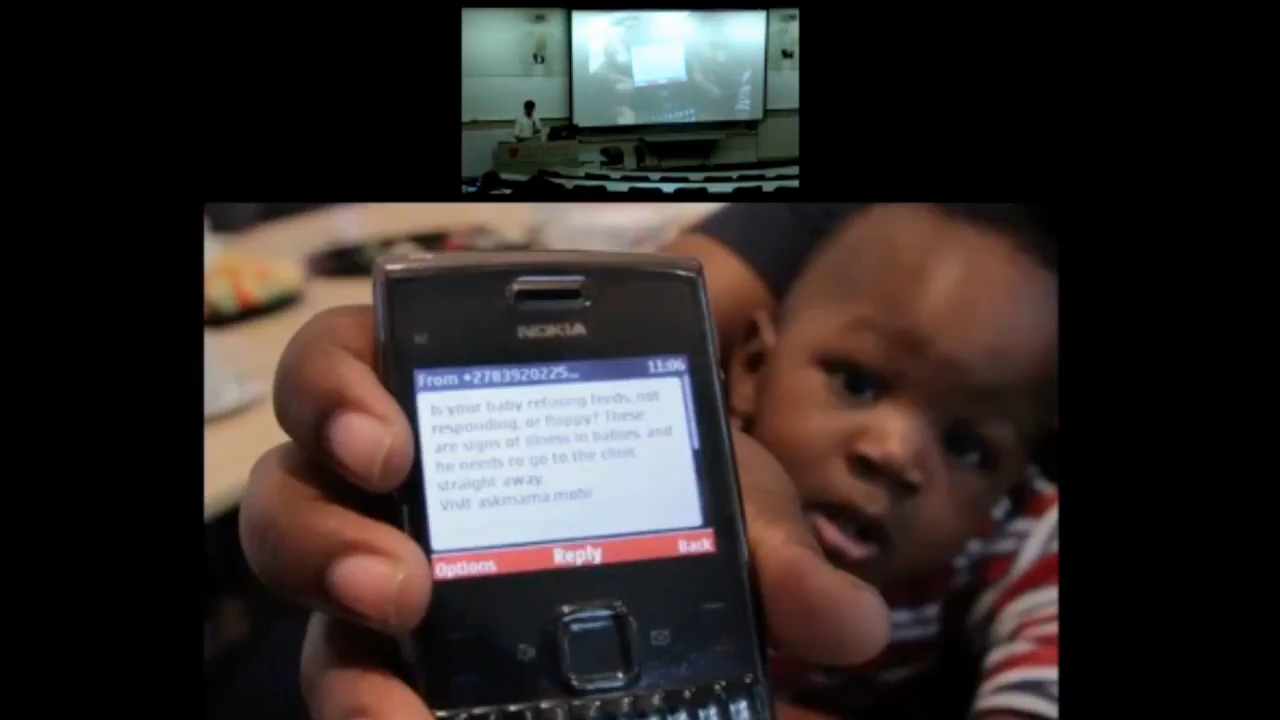 NOKIA
From +2783920225... 11:06
Is your baby refusing feeds, not
responding, or floppy? These
are signs of illness in babies, and
he needs to go to the clinic
straight away.
Visit askmama.mobi
Options Reply Back